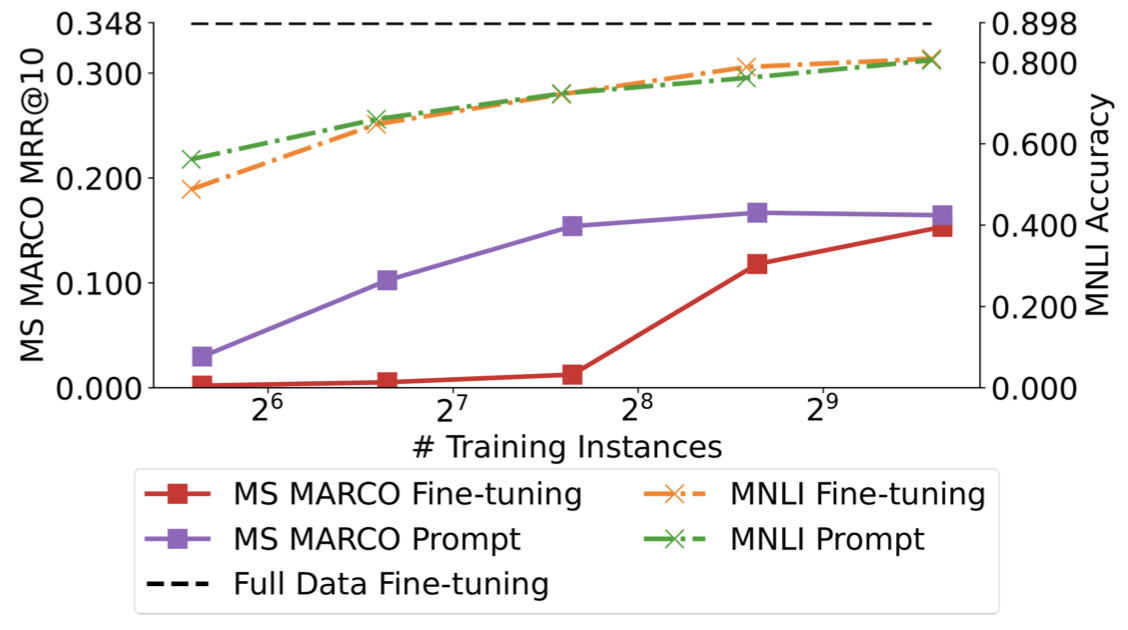 MS MARCO MRR@10
0.348
0.300
0.200
0.100
0.000
0.898
0.800
0.600
0.400
0.200
0.000
MNLI Accuracy
2^6
2^7
2^8
2^9
# Training Instances
MS MARCO Fine-tuning
MS MARCO Prompt
Full Data Fine-tuning
MNLI Fine-tuning
MNLI Prompt